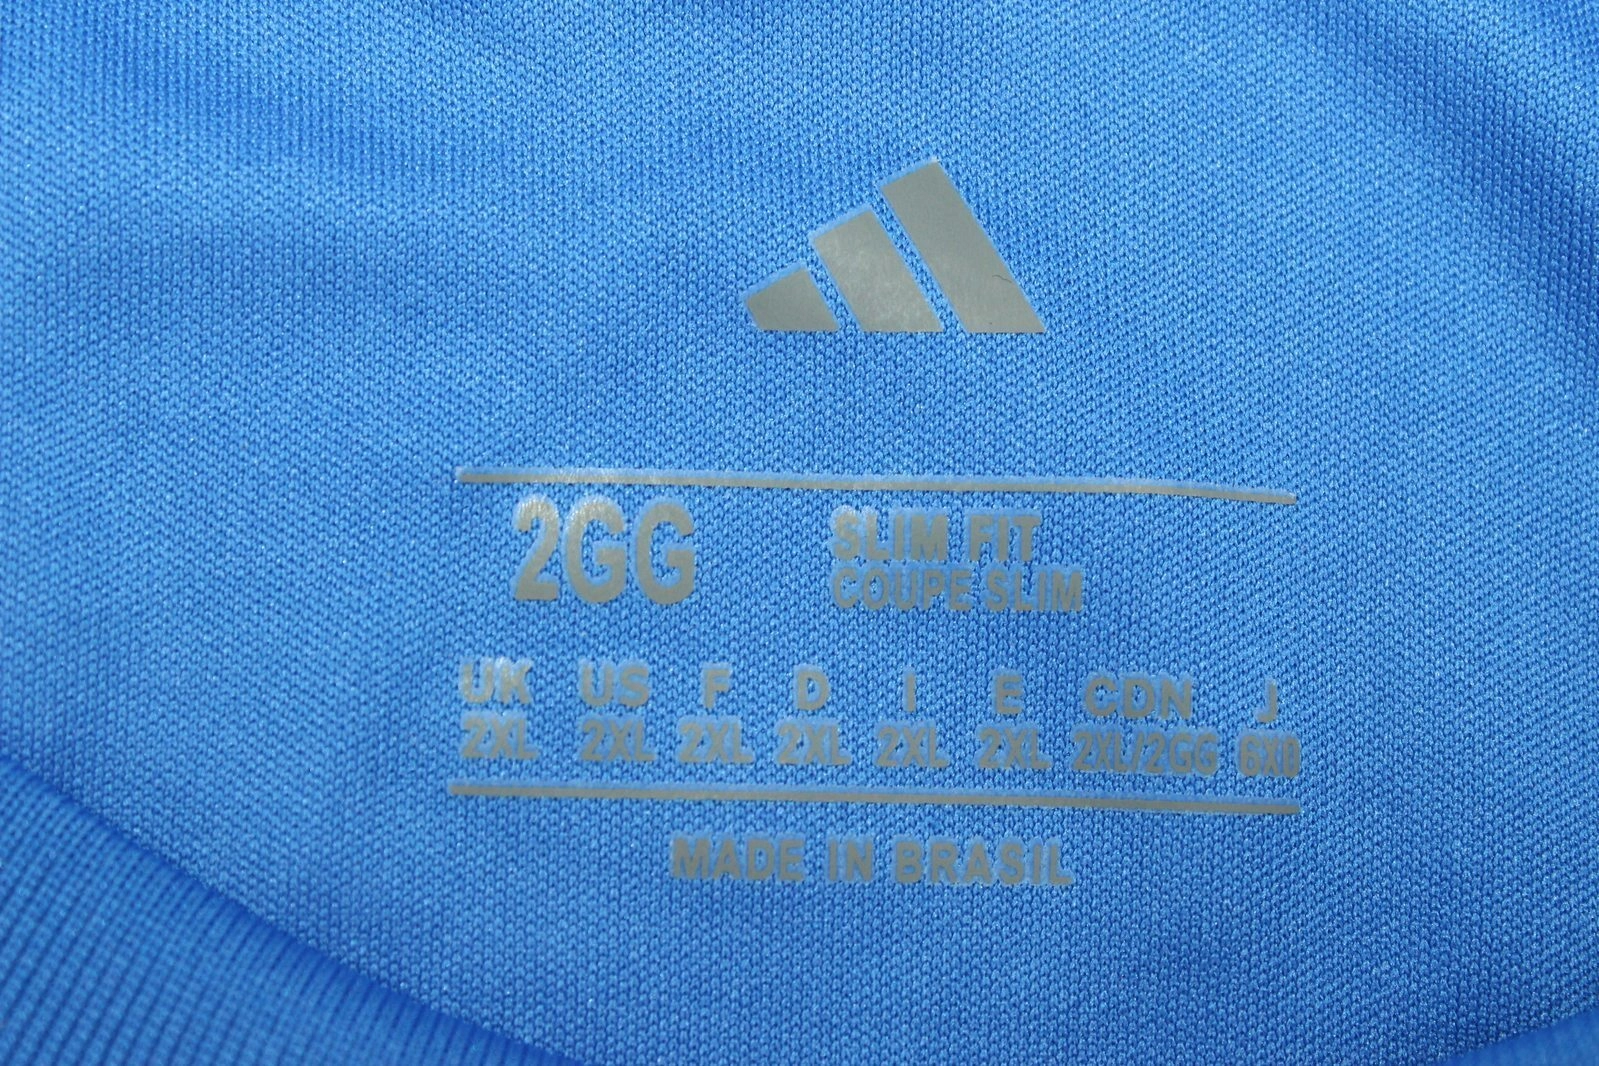 2GG
SLIM FIT
COUPE SLIM
UK US F D I E CDN J
2XL 2XL 2XL 2XL 2XL 2XL 2XL/2GG 6XO
MADE IN BRASIL